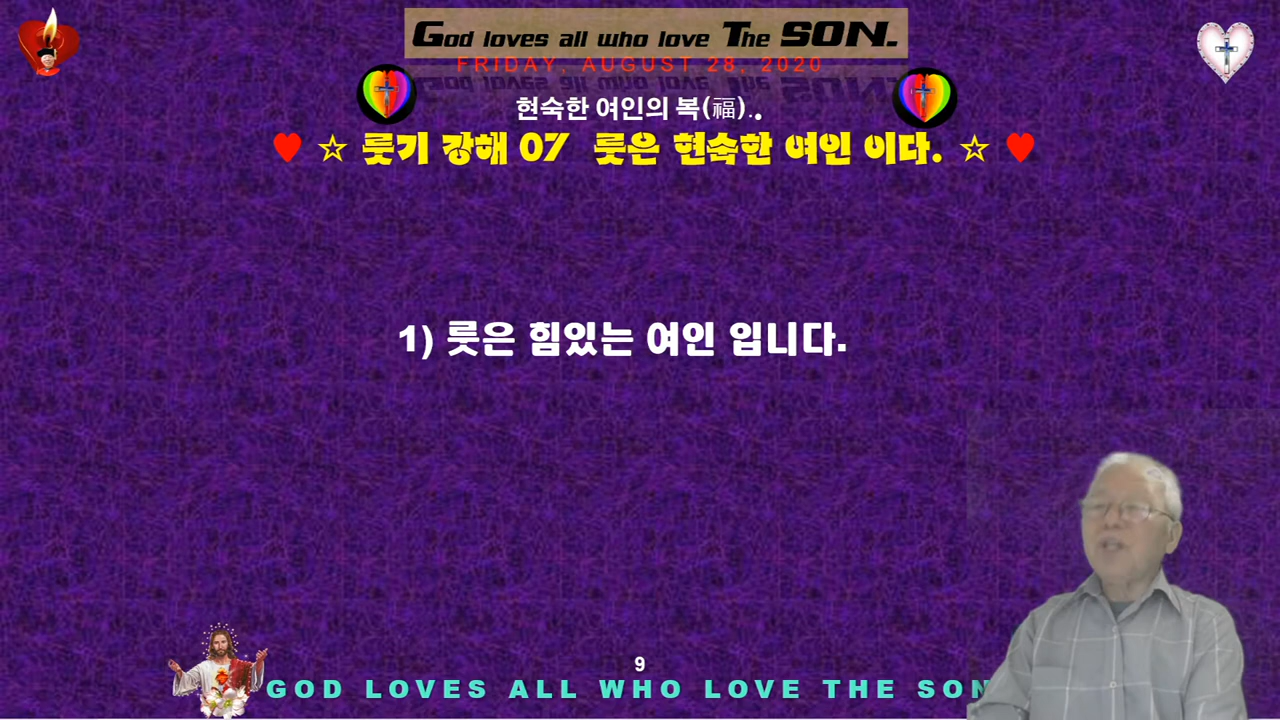 God loves all who love The SON.
FRIDAY, AUGUST 28, 2020
현숙한 여인의 복(福)..
♥ ☆ 룻기 강해 07 룻은 현숙한 여인 이다. ☆ ♥
1) 룻은 힘있는 여인 입니다.
9
GOD LOVES ALL WHO LOVE THE SON